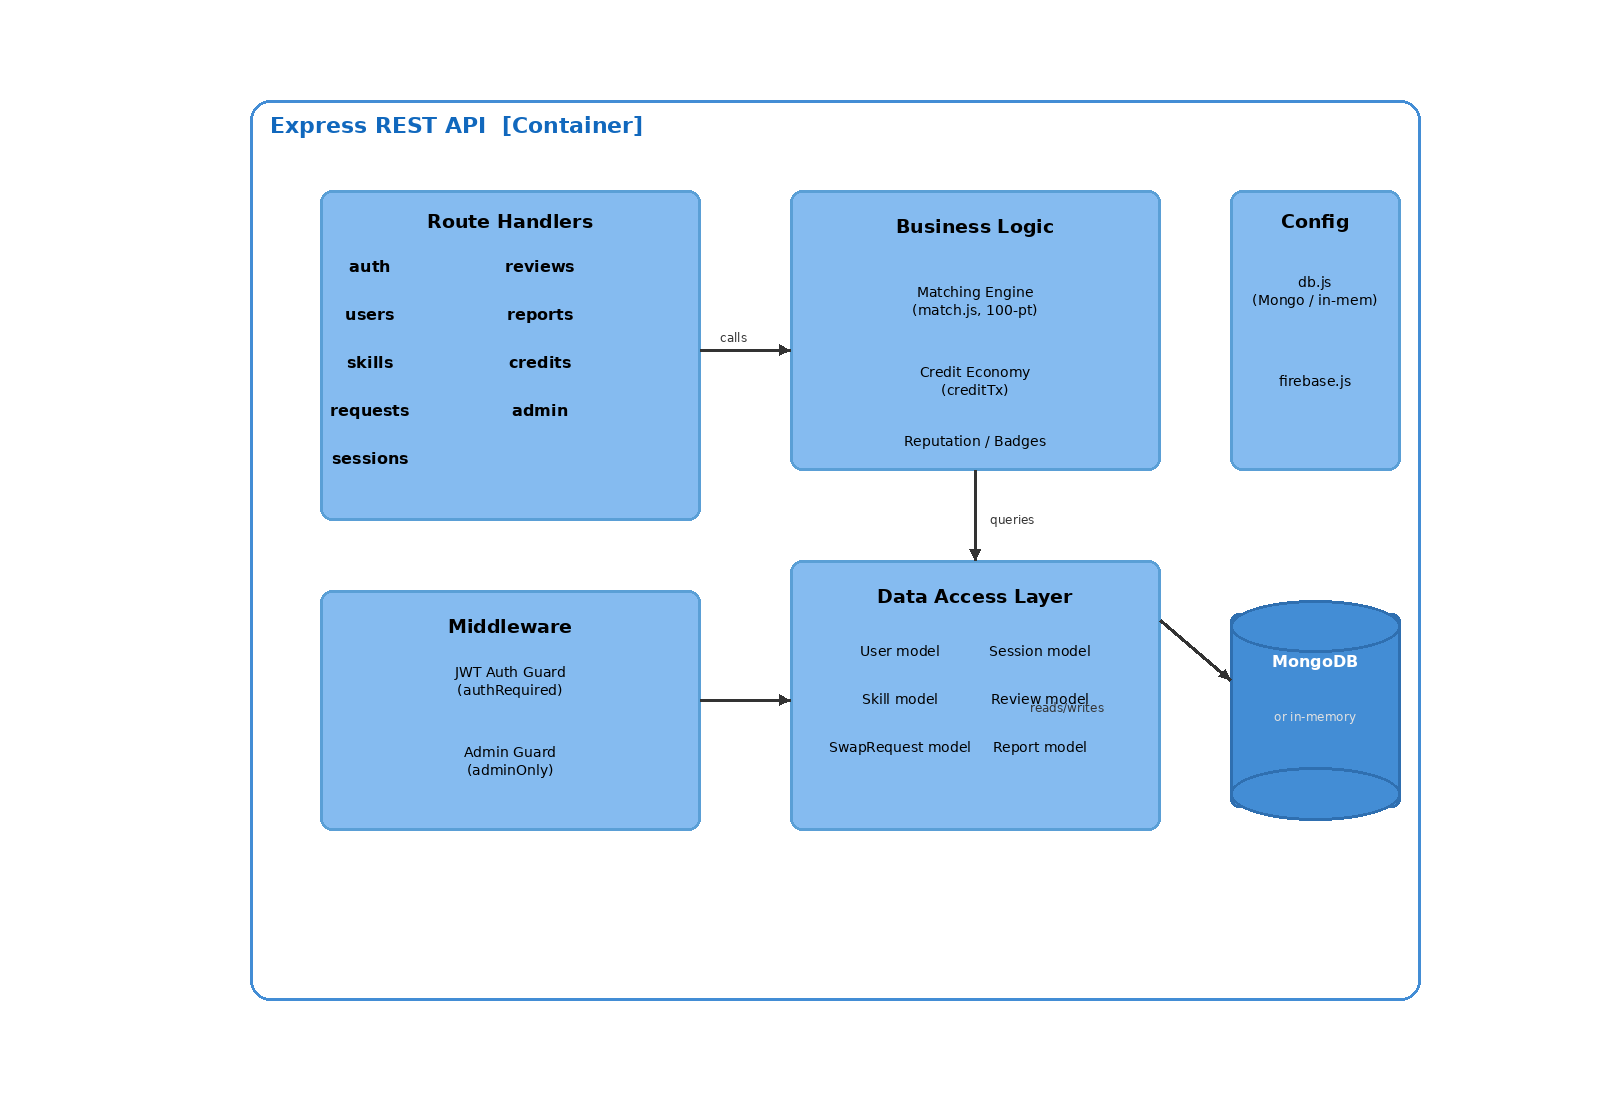 Express REST API  [Container]
Route Handlers
auth
reviews
users
reports
skills
credits
requests
admin
sessions
calls
Business Logic
Matching Engine
(match.js, 100-pt)
Credit Economy
(creditTx)
Reputation / Badges
Config
db.js
(Mongo / in-mem)
firebase.js
queries
Middleware
JWT Auth Guard
(authRequired)
Admin Guard
(adminOnly)
Data Access Layer
User model
Session model
Skill model
Review model
reads/writes
SwapRequest model
Report model
MongoDB
or in-memory